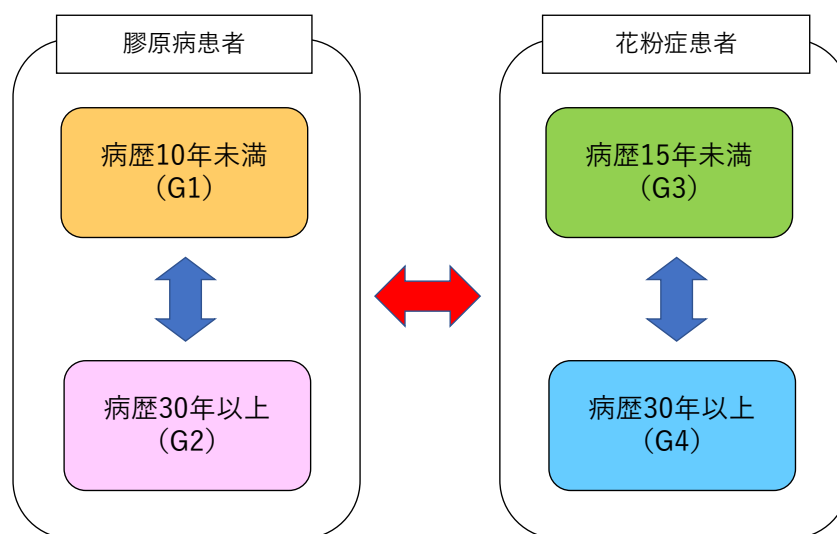 膠原病患者
病歴10年未満
（G1）
病歴30年以上
（G2）
花粉症患者
病歴15年未満
（G3）
病歴30年以上
（G4）